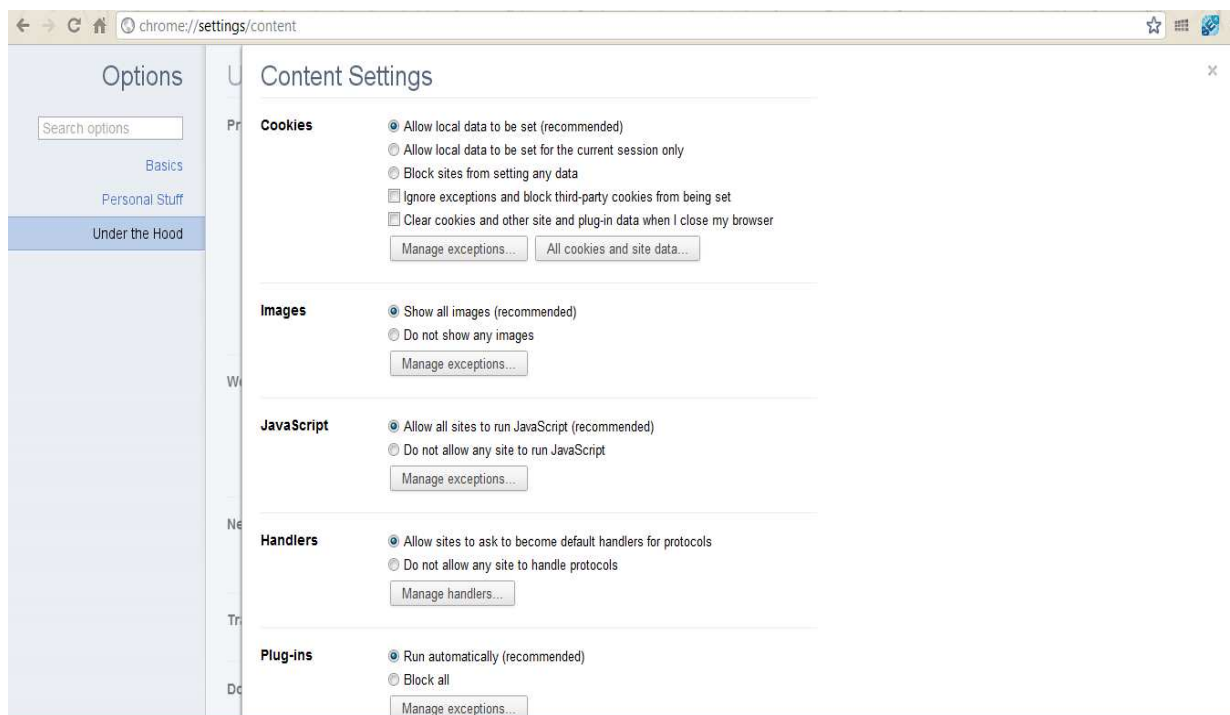 chrome://settings/content
Options
Search options
Basics
Personal Stuff
Under the Hood
U
Pr
We
Ne
Tr
Do
Content Settings
Cookies
Allow local data to be set (recommended)
Allow local data to be set for the current session only
Block sites from setting any data
Ignore exceptions and block third-party cookies from being set
Clear cookies and other site and plug-in data when I close my browser
Manage exceptions... All cookies and site data...
Images
Show all images (recommended)
Do not show any images
Manage exceptions...
JavaScript
Allow all sites to run JavaScript (recommended)
Do not allow any site to run JavaScript
Manage exceptions...
Handlers
Allow sites to ask to become default handlers for protocols
Do not allow any site to handle protocols
Manage handlers...
Plug-ins
Run automatically (recommended)
Block all
Manage exceptions...